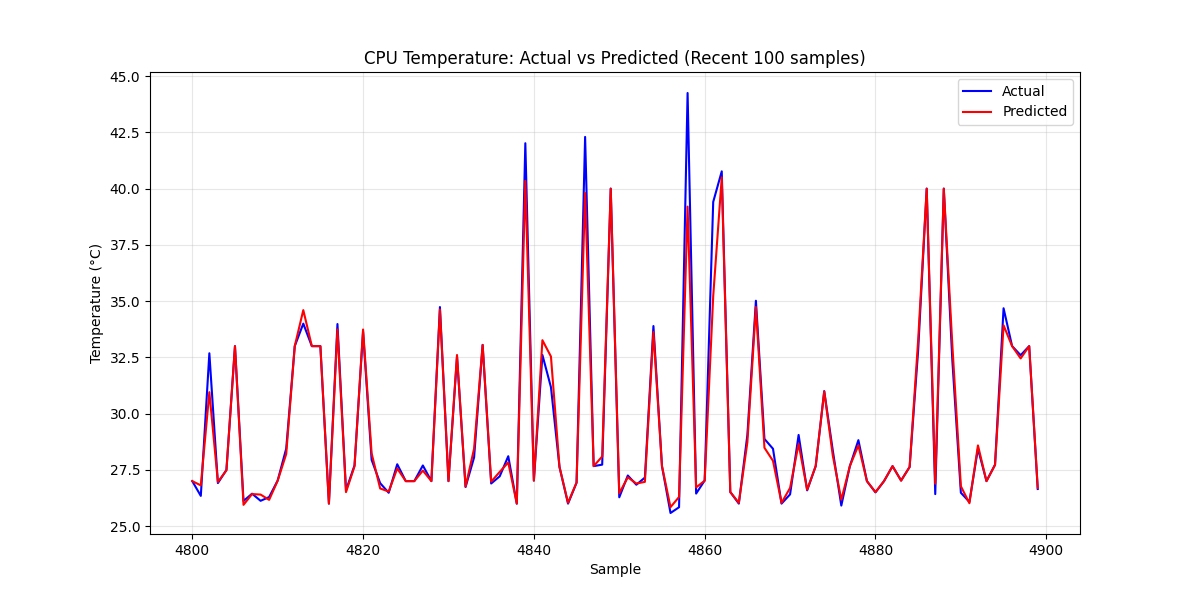 CPU Temperature: Actual vs Predicted (Recent 100 samples)
Actual
Predicted
Temperature (°C)
45.0
42.5
40.0
37.5
35.0
32.5
30.0
27.5
25.0
4800 4820 4840 4860 4880 4900
Sample